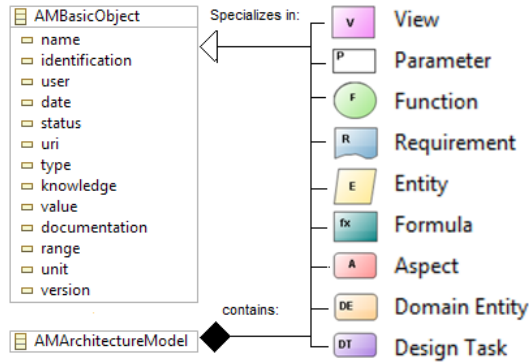 AMBasicObject
name
identification
user
date
status
uri
type
knowledge
value
documentation
range
unit
version
AMArchitectureModel
Specializes in:
contains:
V View
P Parameter
F Function
R Requirement
E Entity
fx Formula
A Aspect
DE Domain Entity
DT Design Task